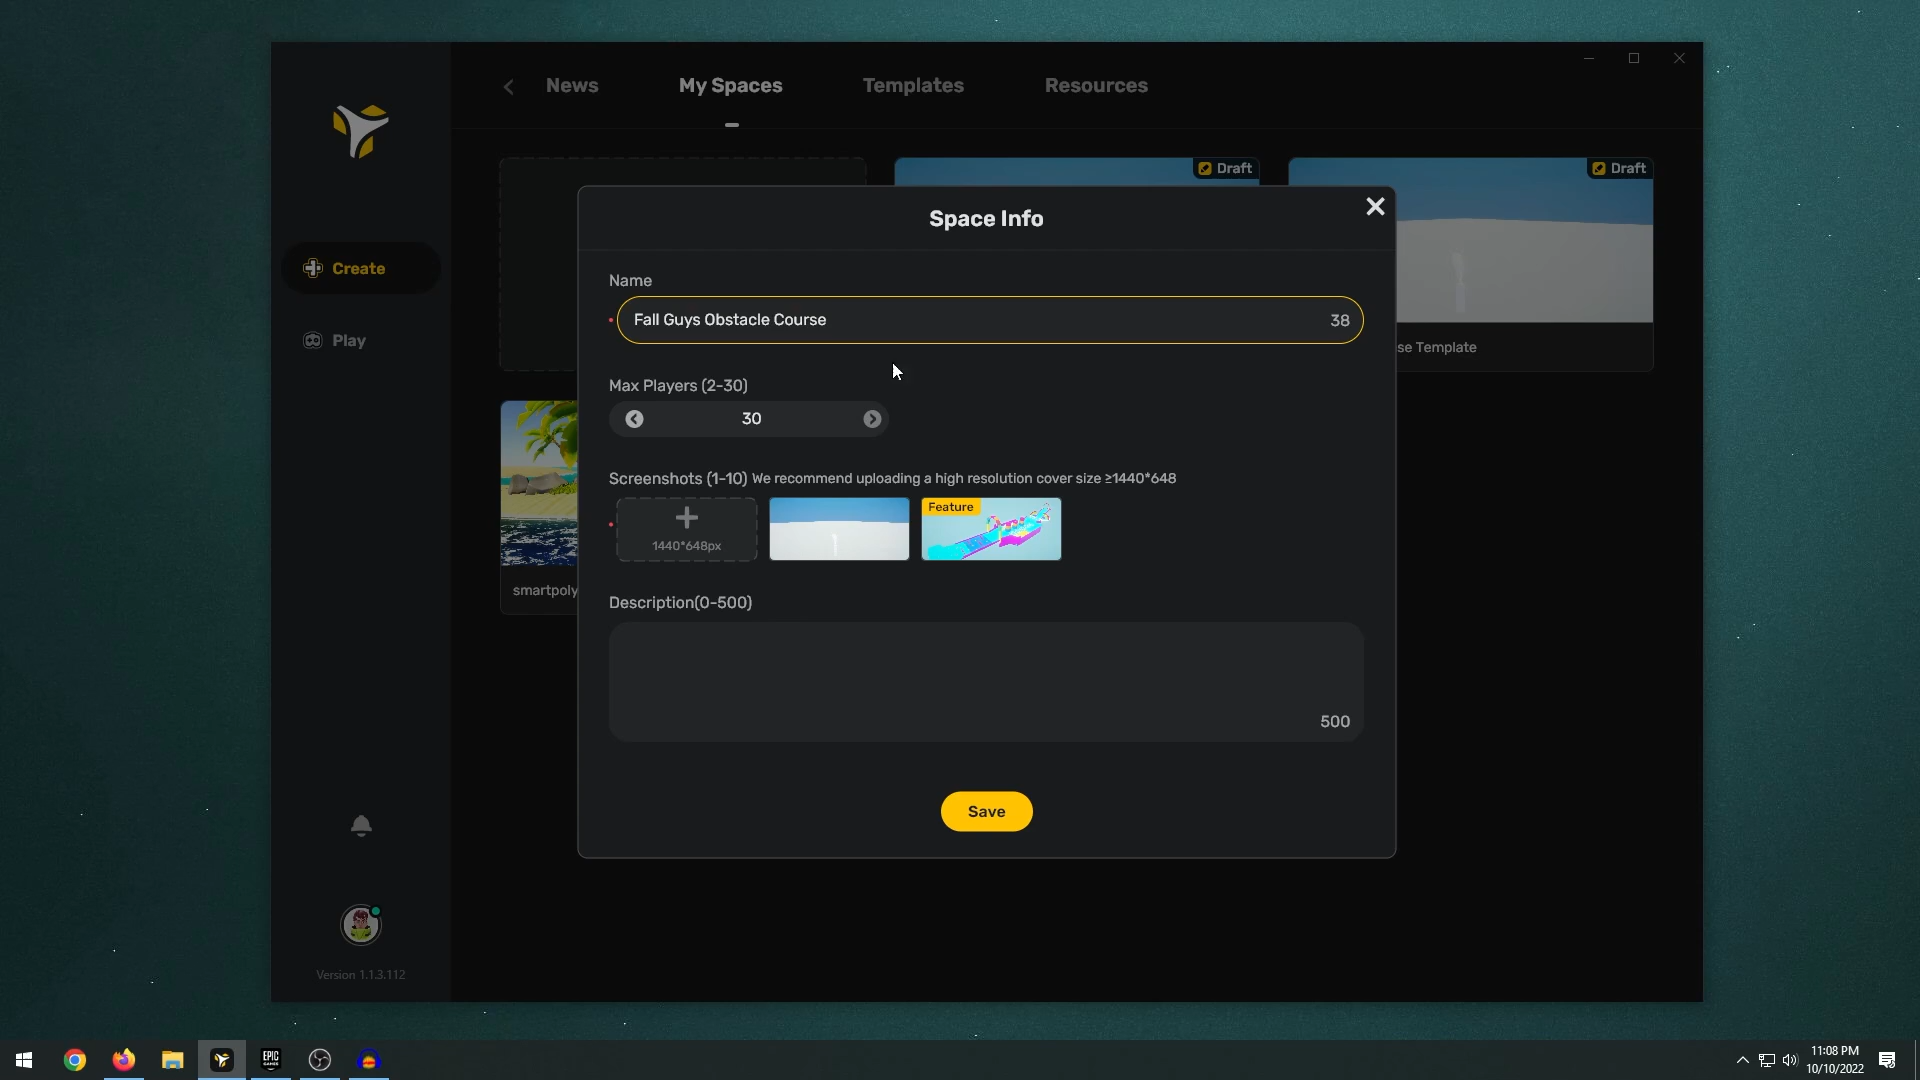 News
My Spaces
Templates
Resources
Draft
Draft
Create
Play
Space Info
Name
Fall Guys Obstacle Course
38
Max Players (2-30)
30
Screenshots (1-10) We recommend uploading a high resolution cover size ≥1440*648
1440*648px
Feature
Description(0-500)
500
Save
se Template
smartpoly
Version 1.1.3.112
EPIC
GAMES
11:08 PM
10/10/2022